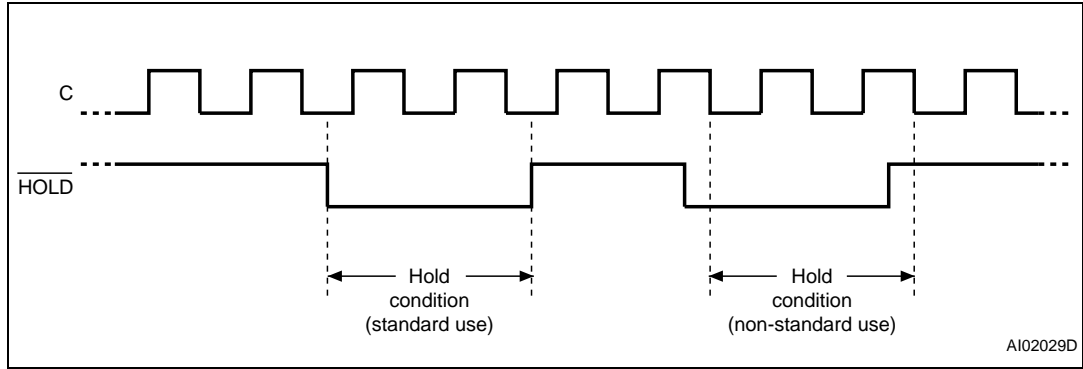 C
HOLD
Hold
condition
(standard use)
Hold
condition
(non-standard use)
AI02029D